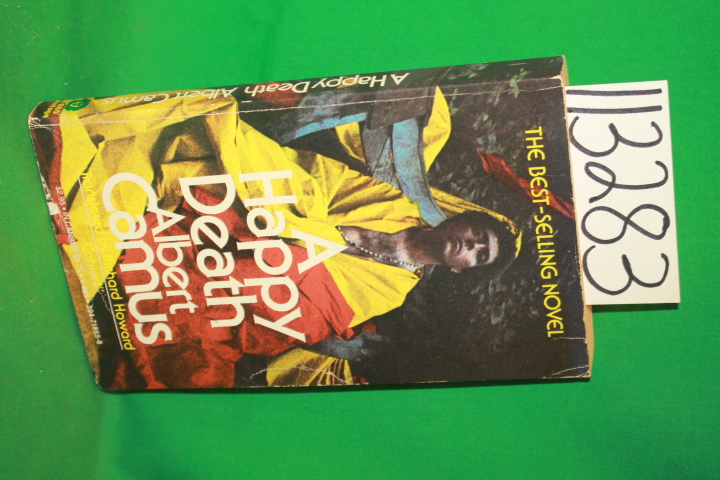 THE BEST-SELLING NOVEL
A
Happy
Death
Albert
Camus
Richard Howard
A Happy Death Albert Camus
113283